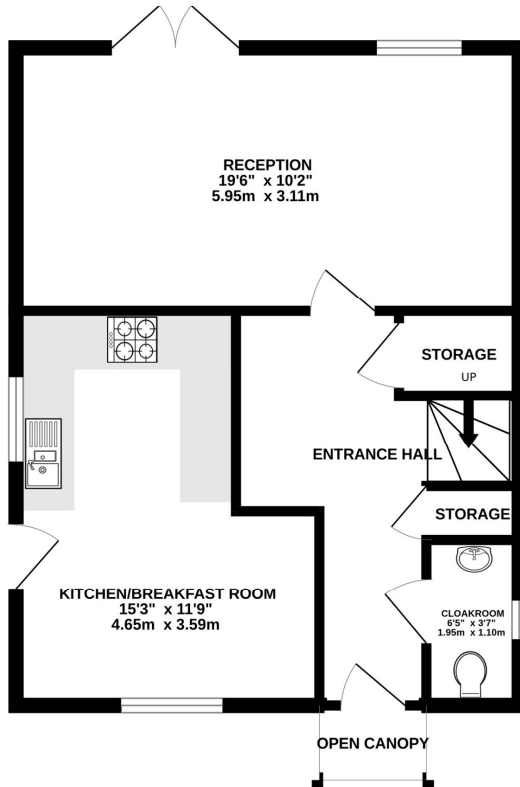 RECEPTION
19'6" x 10'2"
5.95m x 3.11m
STORAGE
UP
ENTRANCE HALL
STORAGE
KITCHEN/BREAKFAST ROOM
15'3" x 11'9"
4.65m x 3.59m
CLOAKROOM
6'5" x 3'7"
1.95m x 1.10m
OPEN CANOPY